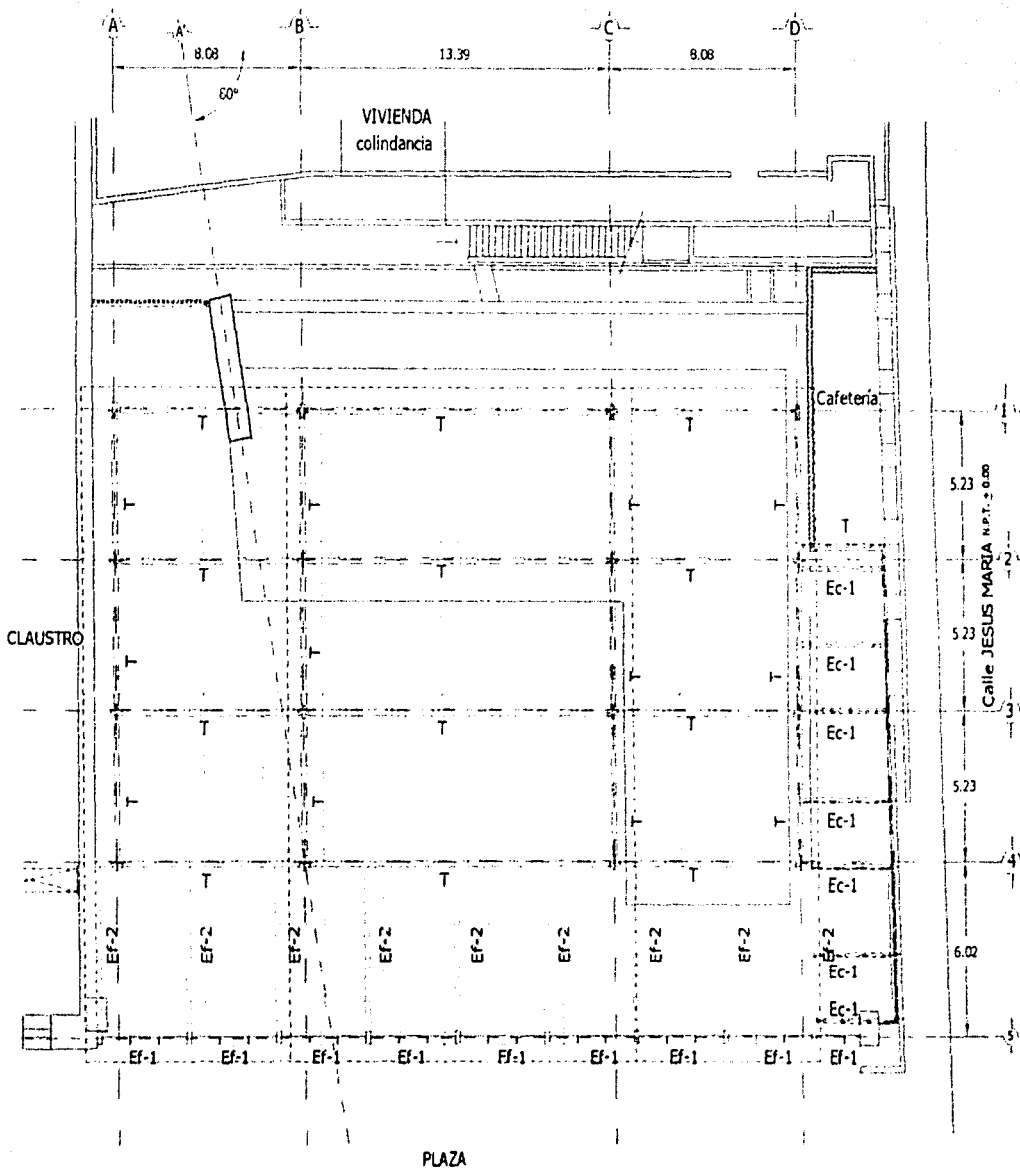 A A' B C D
8.08 13.39 8.08
60°
VIVIENDA
colindancia
Cafetería
1
T T T
5.23
T T T T
T
2
T T T
Ec-1
CLAUSTRO
Calle JESUS MARIA N.P.T. ± 0.00
5.23
Ec-1
T T T T
3
T T T
Ec-1
5.23
T T T T
Ec-1
4
T T T
Ec-1
Ef-2 Ef-2 Ef-2 Ef-2 Ef-2 Ef-2 Ef-2 Ef-2 Ef-2
6.02
Ec-1
Ec-1
5
Ef-1 Ef-1 Ef-1 Ef-1 Ff-1 Ef-1 Ef-1 Ef-1 Ef-1
PLAZA